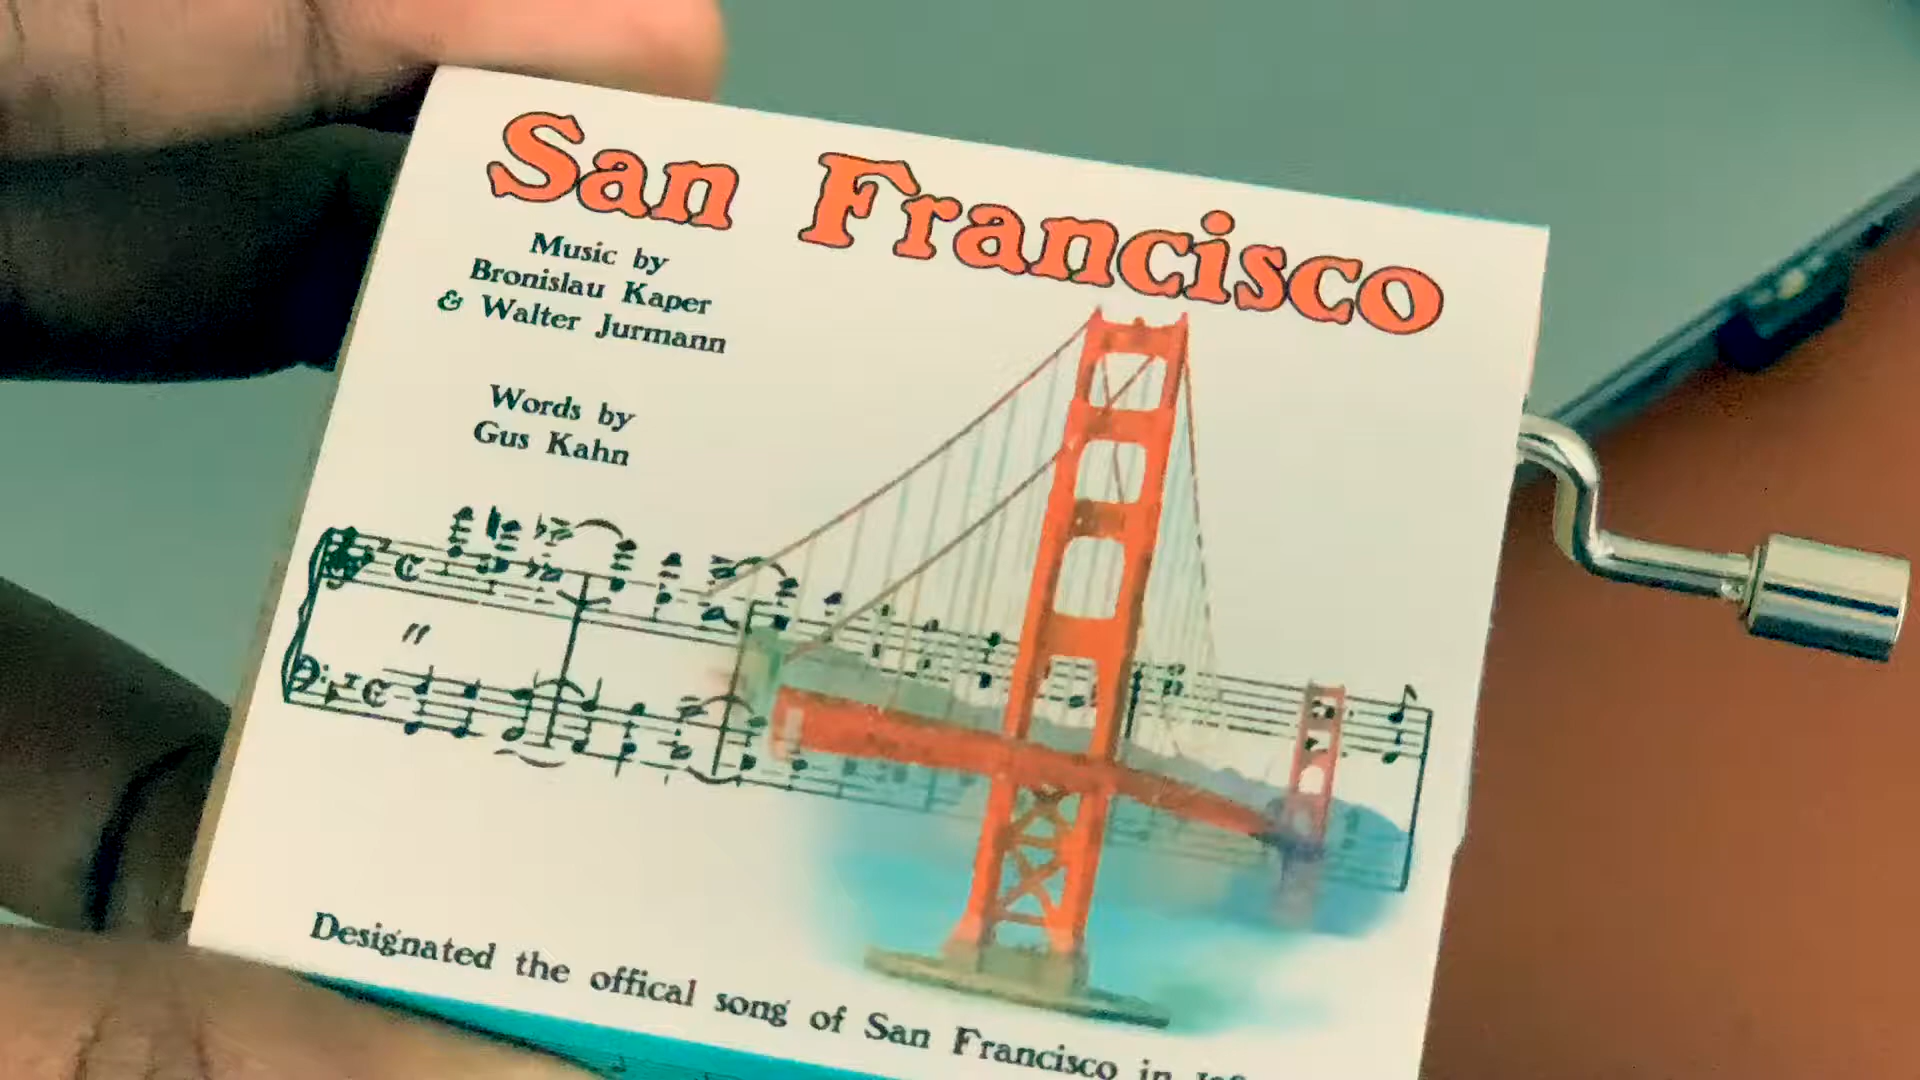 San Francisco
Music by
Bronislau Kaper
& Walter Jurmann
Words by
Gus Kahn
Designated the offical song of San Francisco in